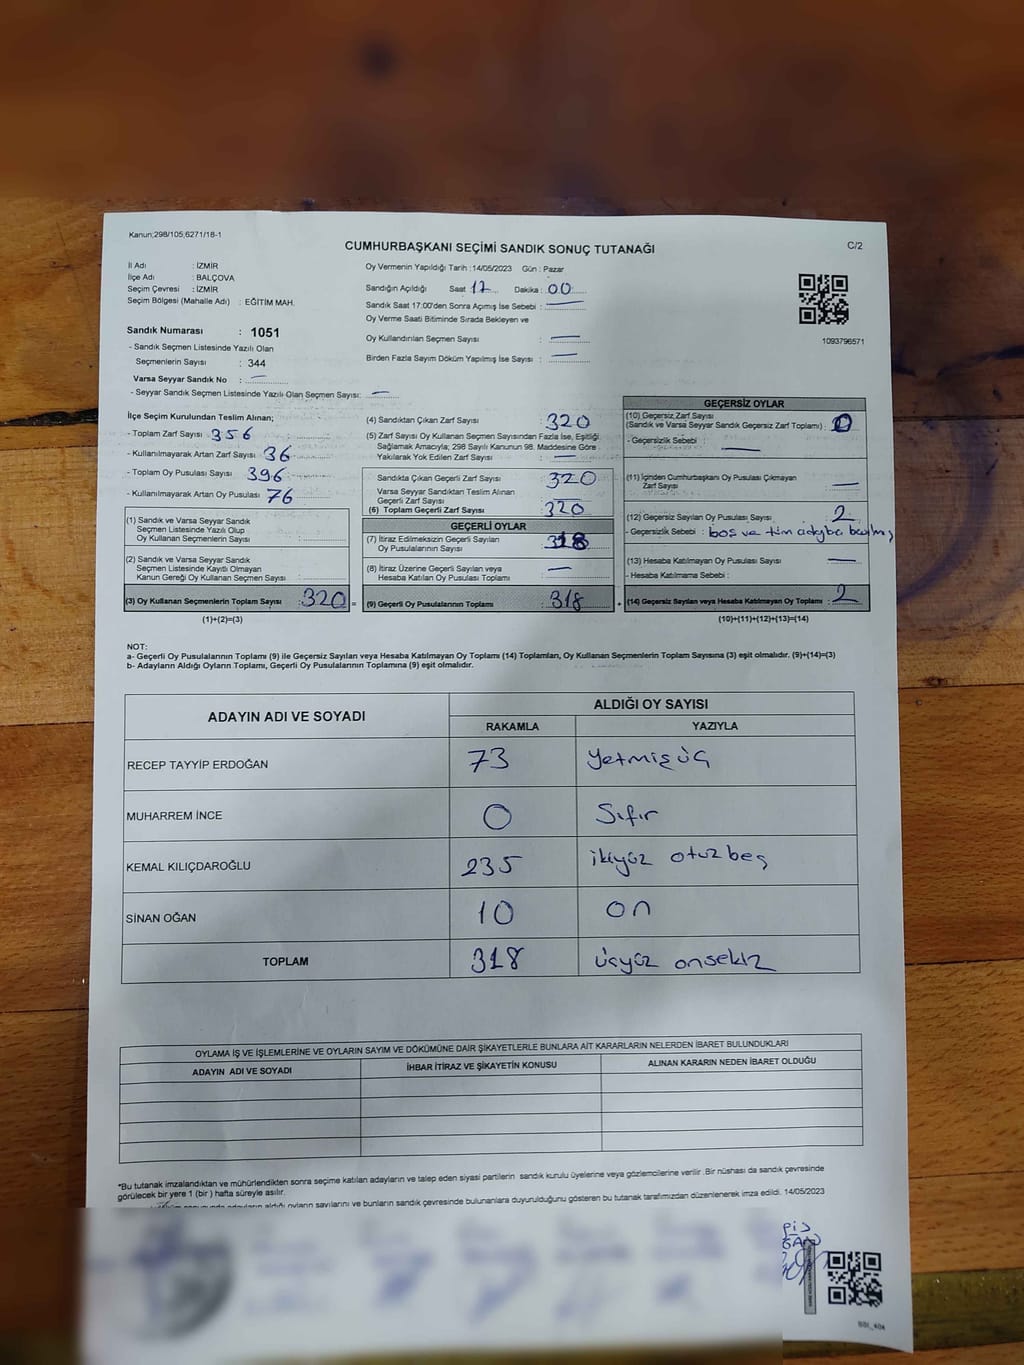 Kanun;298/105;6271/18-1
CUMHURBAŞKANI SEÇİMİ SANDIK SONUÇ TUTANAĞI
C/2
İl Adı : İZMİR
İlçe Adı : BALÇOVA
Seçim Çevresi : İZMİR
Seçim Bölgesi (Mahalle Adı) : EĞİTİM MAH.
Oy Vermenin Yapıldığı Tarih :14/05/2023 Gün : Pazar
Sandığın Açıldığı Saat 17 Dakika : 00
Sandık Saat 17:00'den Sonra Açımış İse Sebebi : —
Oy Verme Saati Bitiminde Sırada Bekleyen ve
Oy Kullandırılan Seçmen Sayısı : —
Birden Fazla Sayım Döküm Yapılmış İse Sayısı : —
1093796571
Sandık Numarası : 1051
- Sandık Seçmen Listesinde Yazılı Olan
Seçmenlerin Sayısı : 344
Varsa Seyyar Sandık No : —
- Seyyar Sandık Seçmen Listesinde Yazılı Olan Seçmen Sayısı: —
İlçe Seçim Kurulundan Teslim Alınan;
- Toplam Zarf Sayısı 356
- Kullanılmayarak Artan Zarf Sayısı 36
- Toplam Oy Pusulası Sayısı 396
- Kullanılmayarak Artan Oy Pusulası 76
(1) Sandık ve Varsa Seyyar Sandık
Seçmen Listesinde Yazılı Olup
Oy Kullanan Seçmenlerin Sayısı :
(2) Sandık ve Varsa Seyyar Sandık
Seçmen Listesinde Kayıtlı Olmayan
Kanun Gereği Oy Kullanan Seçmen Sayısı :
(3) Oy Kullanan Seçmenlerin Toplam Sayısı : 320 =
(1)+(2)=(3)
(4) Sandıktan Çıkan Zarf Sayısı : 320
(5) Zarf Sayısı Oy Kullanan Seçmen Sayısından Fazla İse, Eşitliği
Sağlamak Amacıyla; 298 Sayılı Kanunun 98. Maddesine Göre
Yakılarak Yok Edilen Zarf Sayısı : —
Sandıkta Çıkan Geçerli Zarf Sayısı : 320
Varsa Seyyar Sandıktan Teslim Alınan
Geçerli Zarf Sayısı : —
(6) Toplam Geçerli Zarf Sayısı : 320
GEÇERLİ OYLAR
(7) İtiraz Edilmeksizin Geçerli Sayılan
Oy Pusulalarının Sayısı : 318
(8) İtiraz Üzerine Geçerli Sayılan veya
Hesaba Katılan Oy Pusulası Toplamı : —
(9) Geçerli Oy Pusulalarının Toplamı : 318 +
GEÇERSİZ OYLAR
(10) Geçersiz Zarf Sayısı
(Sandık ve Varsa Seyyar Sandık Geçersiz Zarf Toplamı) : 0
- Geçersizlik Sebebi :
—
(11) İçinden Cumhurbaşkanı Oy Pusulası Çıkmayan
Zarf Sayısı : —
(12) Geçersiz Sayılan Oy Pusulası Sayısı : 2
- Geçersizlik Sebebi : boş ve tüm
(13) Hesaba Katılmayan Oy Pusulası Sayısı : —
- Hesaba Katılmama Sebebi :
(14) Geçersiz Sayılan veya Hesaba Katılmayan Oy Toplamı : 2
(10)+(11)+(12)+(13)=(14)
NOT:
a- Geçerli Oy Pusulalarının Toplamı (9) ile Geçersiz Sayılan veya Hesaba Katılmayan Oy Toplamı (14) Toplamları, Oy Kullanan Seçmenlerin Toplam Sayısına (3) eşit olmalıdır. (9)+(14)=(3)
b- Adayların Aldığı Oyların Toplamı, Geçerli Oy Pusulalarının Toplamına (9) eşit olmalıdır.
ADAYIN ADI VE SOYADI ALDIĞI OY SAYISI
RAKAMLA YAZIYLA
RECEP TAYYİP ERDOĞAN 73 yetmişüç
MUHARREM İNCE 0 Sıfır
KEMAL KILIÇDAROĞLU 235 ikiyüz otuzbeş
SİNAN OĞAN 10 on
TOPLAM 318 üçyüz onsekiz
OYLAMA İŞ VE İŞLEMLERİNE VE OYLARIN SAYIM VE DÖKÜMÜNE DAİR ŞİKAYETLERLE BUNLARA AİT KARARLARIN NELERDEN İBARET BULUNDUKLARI
ADAYIN ADI VE SOYADI İHBAR İTİRAZ VE ŞİKAYETİN KONUSU ALINAN KARARIN NEDEN İBARET OLDUĞU
*Bu tutanak imzalandıktan ve mühürlendikten sonra seçime katılan adayların ve talep eden siyasi partilerin sandık kurulu üyelerine veya gözlemcilerine verilir .Bir nüshası da sandık çevresinde
görülecek bir yere 1 (bir ) hafta süreyle asılır.
adayların aldığı oyların sayılarını ve bunların sandık çevresinde bulunanlara duyurulduğunu gösteren bu tutanak tarafımızdan düzenlenerek imza edildi. 14/05/2023